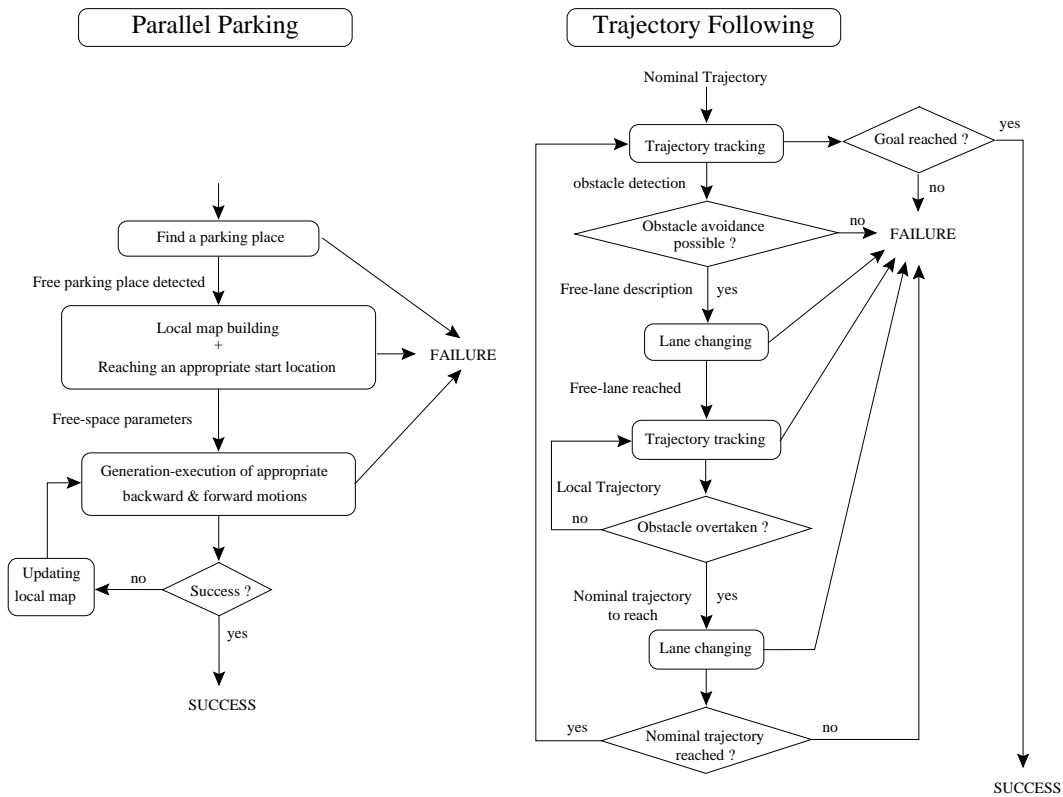 Parallel Parking
Find a parking place
Free parking place detected
Local map building
+
Reaching an appropriate start location
FAILURE
Free-space parameters
Generation-execution of appropriate
backward & forward motions
Updating
local map
no
Success ?
yes
SUCCESS
Trajectory Following
Nominal Trajectory
Trajectory tracking
Goal reached ?
yes
obstacle detection
no
Obstacle avoidance
possible ?
no
FAILURE
Free-lane description
yes
Lane changing
Free-lane reached
Trajectory tracking
Local Trajectory
no
Obstacle overtaken ?
Nominal trajectory
to reach
yes
Lane changing
yes
Nominal trajectory
reached ?
no
SUCCESS